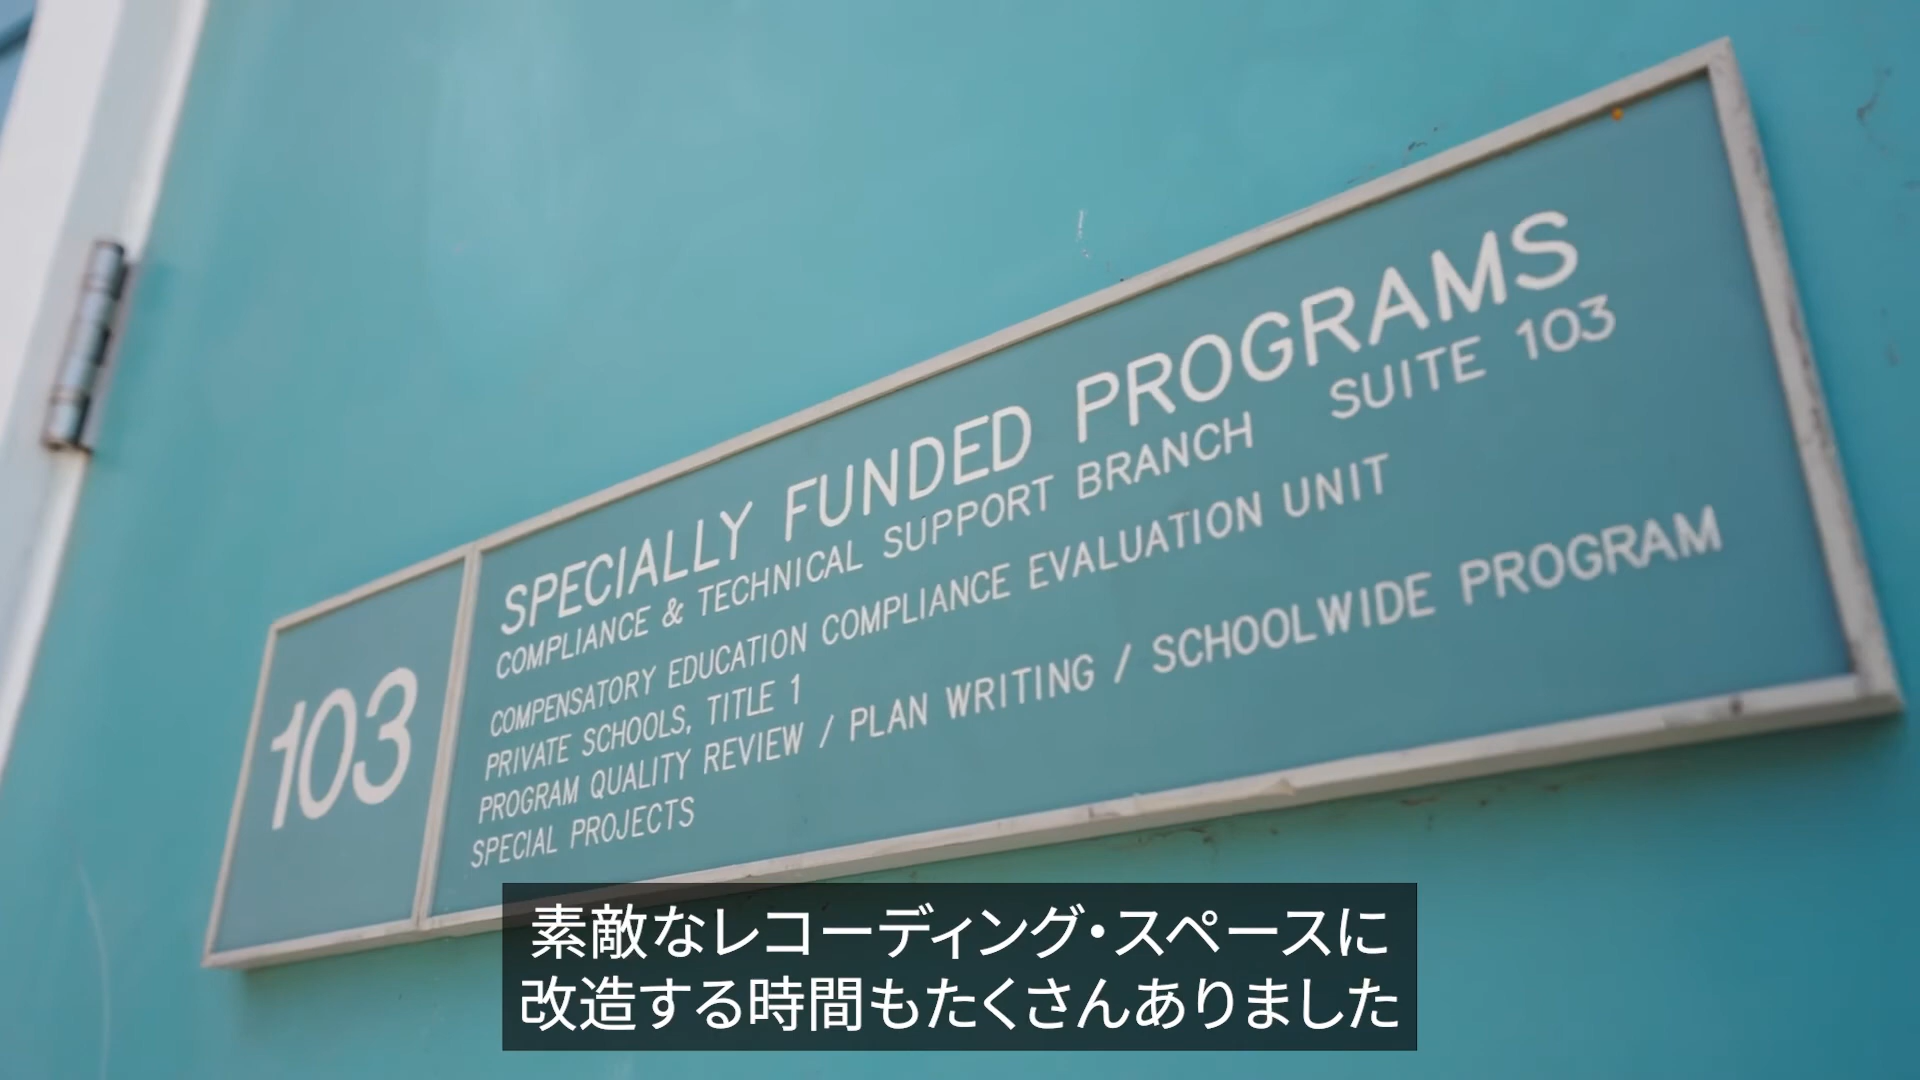 103
SPECIALLY FUNDED PROGRAMS
COMPLIANCE & TECHNICAL SUPPORT BRANCH SUITE 103
COMPENSATORY EDUCATION COMPLIANCE EVALUATION UNIT
PRIVATE SCHOOLS, TITLE 1
PROGRAM QUALITY REVIEW / PLAN WRITING / SCHOOLWIDE PROGRAM
SPECIAL PROJECTS
素敵なレコーディング・スペースに
改造する時間もたくさんありました